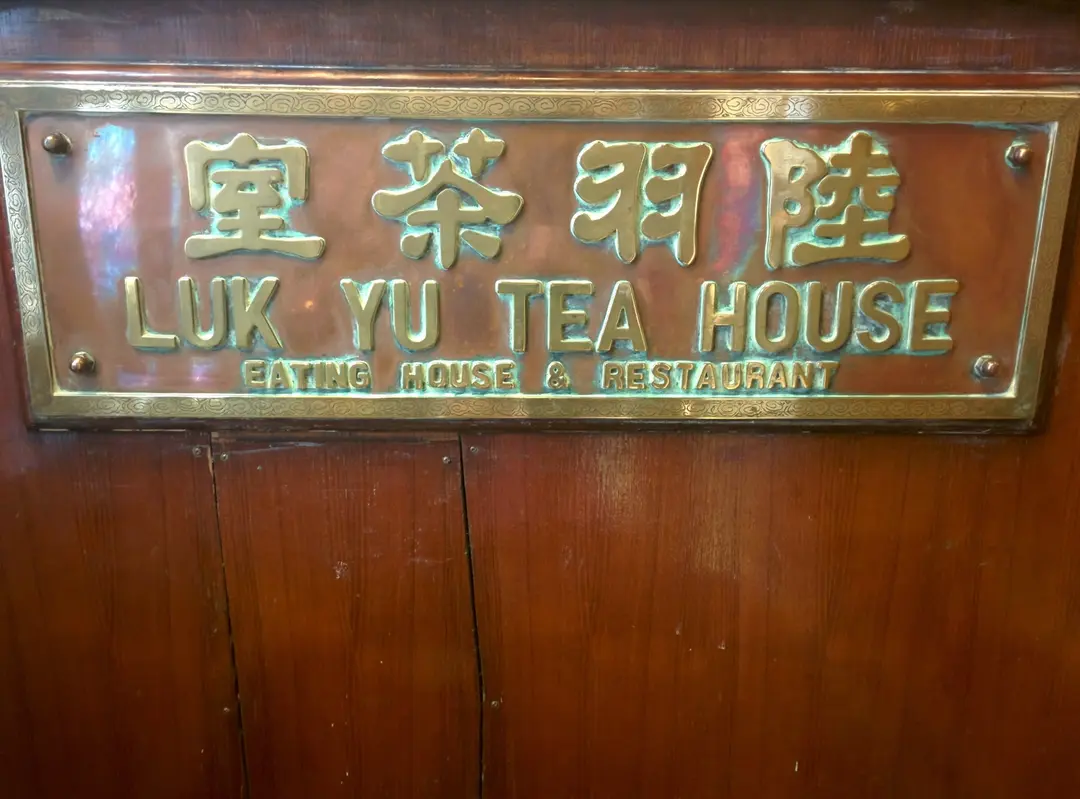 陸羽茶室
LUK YU TEA HOUSE
EATING HOUSE & RESTAURANT